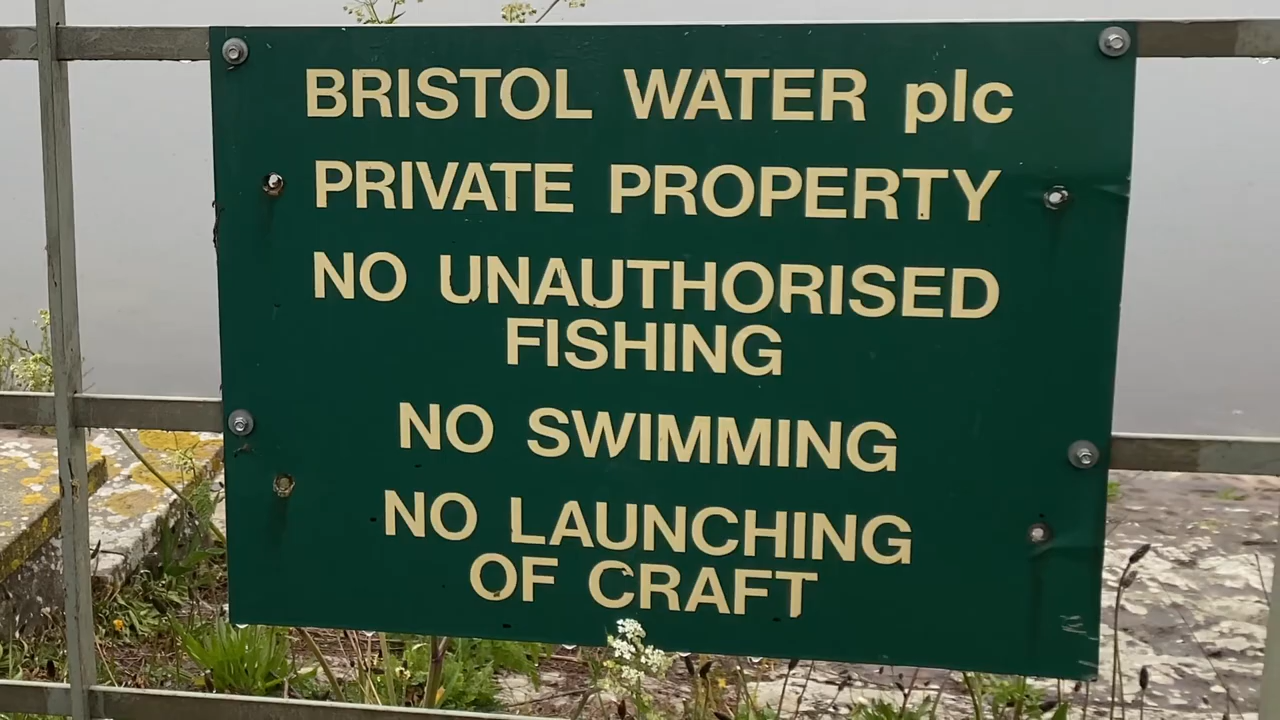 BRISTOL WATER plc
PRIVATE PROPERTY
NO UNAUTHORISED
FISHING
NO SWIMMING
NO LAUNCHING
OF CRAFT